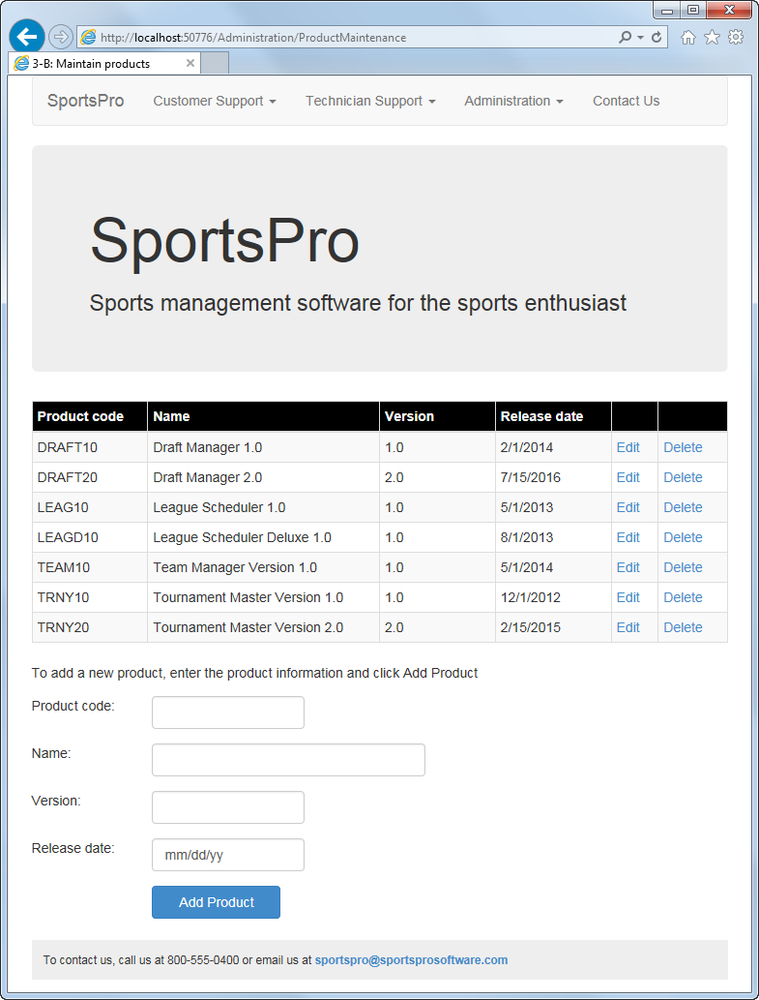 http://localhost:50776/Administration/ProductMaintenance
3-B: Maintain products
SportsPro Customer Support Technician Support Administration Contact Us
SportsPro
Sports management software for the sports enthusiast
Product code Name Version Release date
DRAFT10 Draft Manager 1.0 1.0 2/1/2014 Edit Delete
DRAFT20 Draft Manager 2.0 2.0 7/15/2016 Edit Delete
LEAG10 League Scheduler 1.0 1.0 5/1/2013 Edit Delete
LEAGD10 League Scheduler Deluxe 1.0 1.0 8/1/2013 Edit Delete
TEAM10 Team Manager Version 1.0 1.0 5/1/2014 Edit Delete
TRNY10 Tournament Master Version 1.0 1.0 12/1/2012 Edit Delete
TRNY20 Tournament Master Version 2.0 2.0 2/15/2015 Edit Delete
To add a new product, enter the product information and click Add Product
Product code:
Name:
Version:
Release date: mm/dd/yy
Add Product
To contact us, call us at 800-555-0400 or email us at sportspro@sportsprosoftware.com